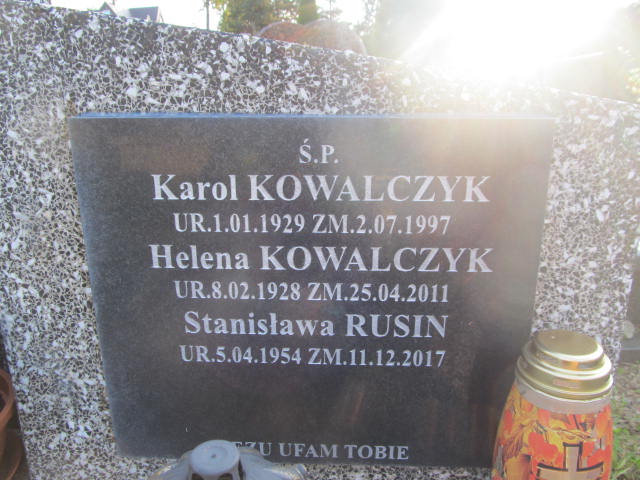 Ś.P.
Karol KOWALCZYK
UR.1.01.1929 ZM.2.07.1997
Helena KOWALCZYK
UR.8.02.1928 ZM.25.04.2011
Stanisława RUSIN
UR.5.04.1954 ZM.11.12.2017
UFAM TOBIE